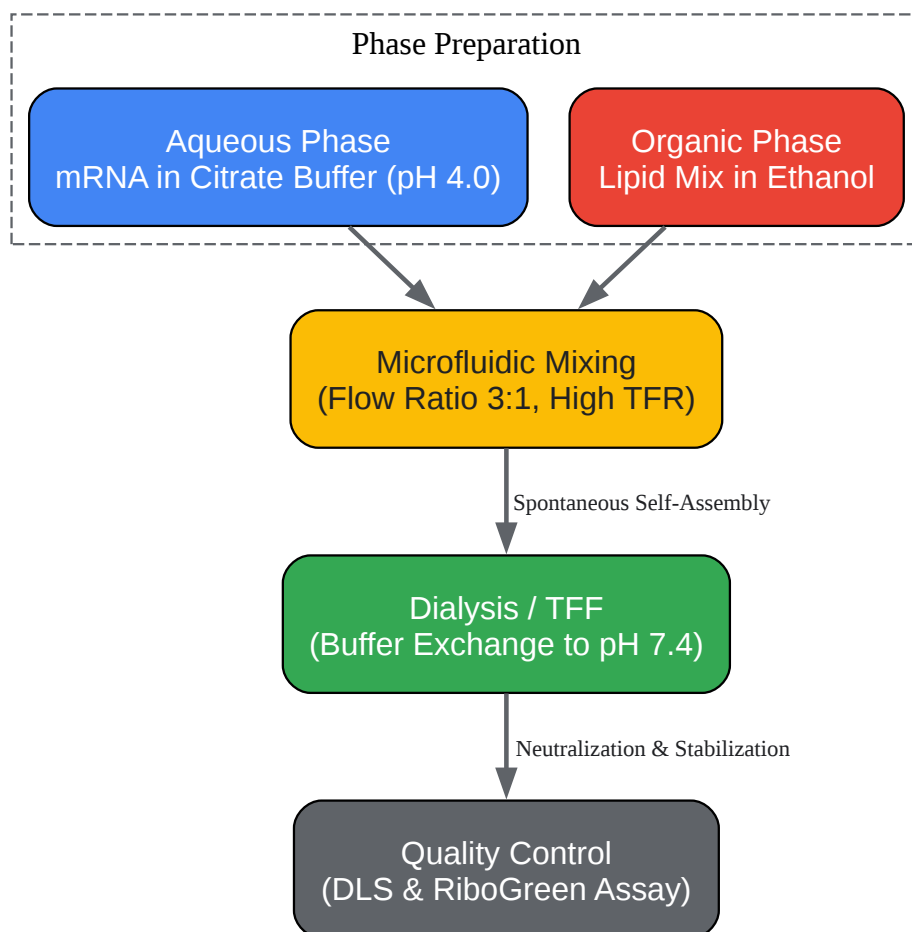 Phase Preparation
Aqueous Phase
mRNA in Citrate Buffer (pH 4.0)
Organic Phase
Lipid Mix in Ethanol
Microfluidic Mixing
(Flow Ratio 3:1, High TFR)
Spontaneous Self-Assembly
Dialysis / TFF
(Buffer Exchange to pH 7.4)
Neutralization & Stabilization
Quality Control
(DLS & RiboGreen Assay)